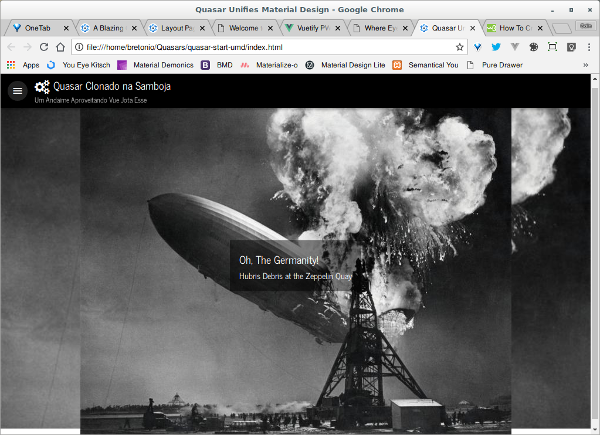 Quasar Unifies Material Design - Google Chrome
OneTab
A Blazing
Layout Pa
Welcome
Vuetify PW
Where Ey
Quasar Un
How To C
file:///home/bretonio/Quasars/quasar-start-umd/index.html
Apps You Eye Kitsch Material Demonics BMD Materialize-o Material Design Lite Semantical You Pure Drawer »
Quasar Clonado na Samboja
Um Andaime Aproveitando Vue Jota Esse
Oh, The Germanity!
Hubris Debris at the Zeppelin Quay